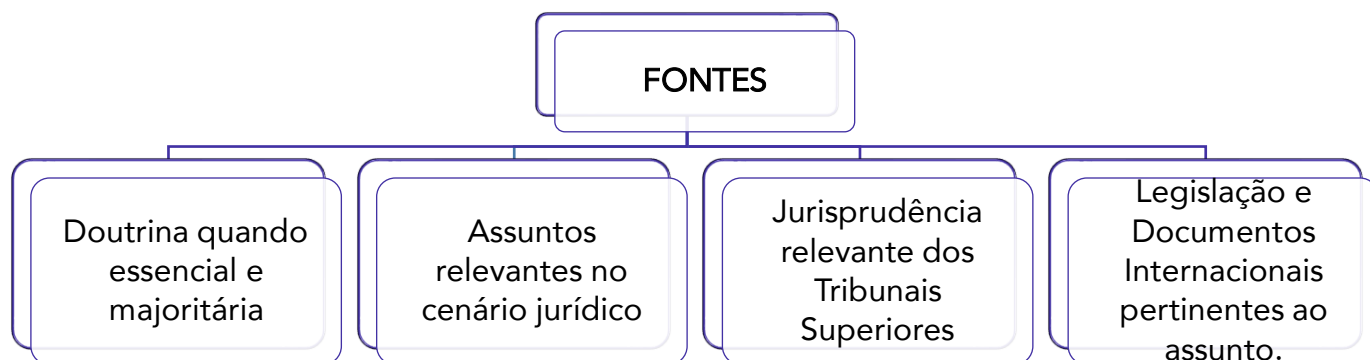 FONTES
Doutrina quando
essencial e
majoritária
Assuntos
relevantes no
cenário jurídico
Jurisprudência
relevante dos
Tribunais
Superiores
Legislação e
Documentos
Internacionais
pertinentes ao
assunto.